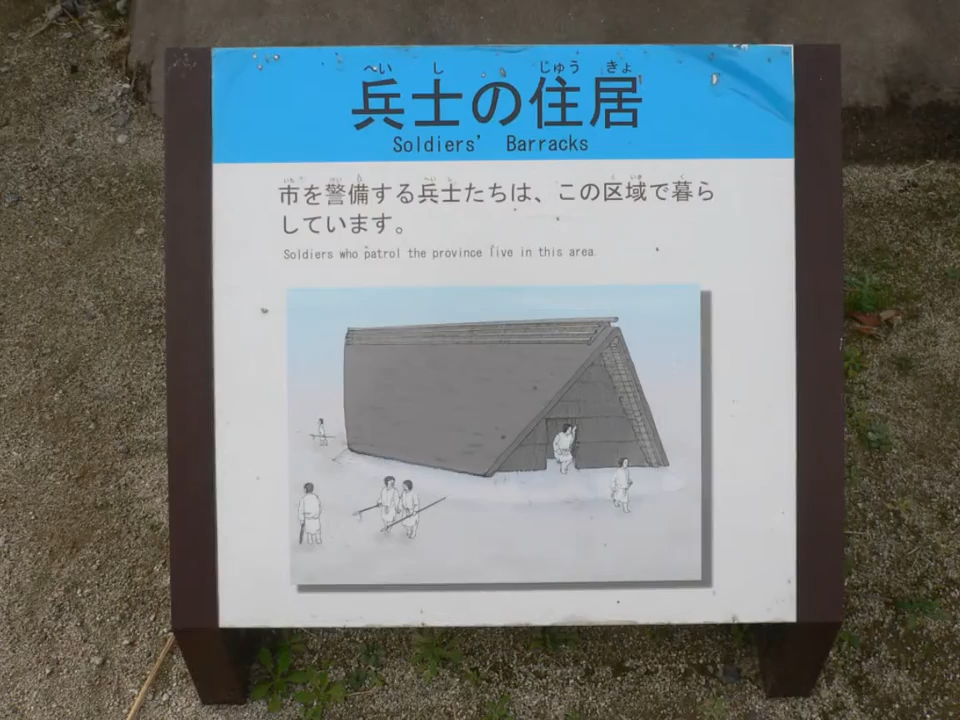 へい し じゅう きょ
兵士の住居
Soldiers' Barracks
市を警備する兵士たちは、この区域で暮ら
しています。
Soldiers who patrol the province live in this area.